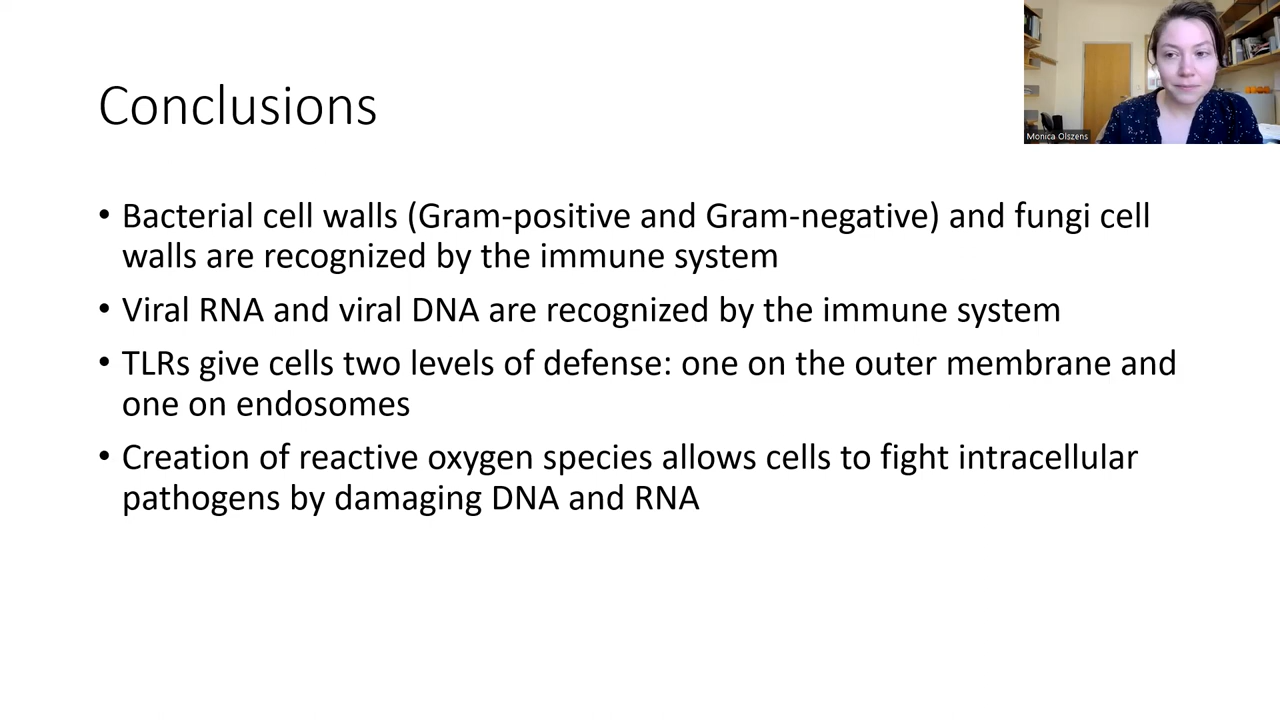 Conclusions
• Bacterial cell walls (Gram-positive and Gram-negative) and fungi cell
walls are recognized by the immune system
• Viral RNA and viral DNA are recognized by the immune system
• TLRs give cells two levels of defense: one on the outer membrane and
one on endosomes
• Creation of reactive oxygen species allows cells to fight intracellular
pathogens by damaging DNA and RNA
Monica Olszens